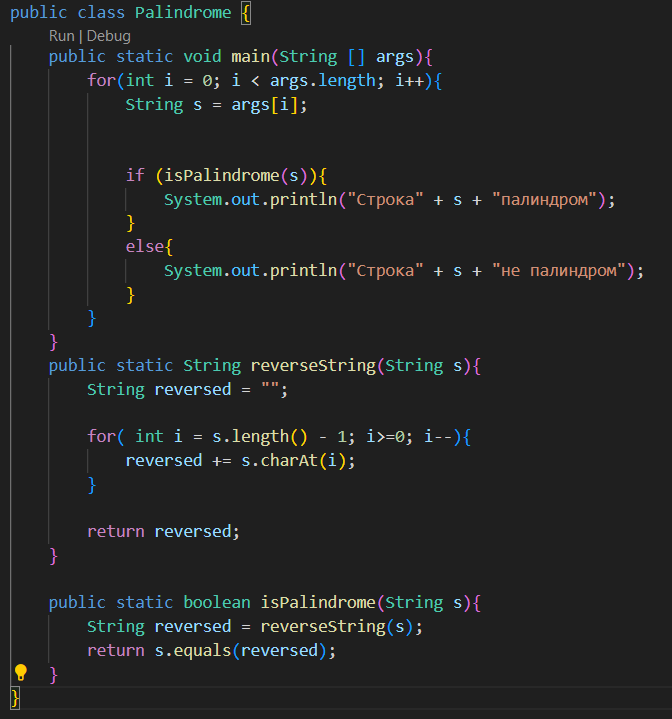 public class Palindrome {
Run | Debug
public static void main(String [] args){
for(int i = 0; i < args.length; i++){
String s = args[i];
if (isPalindrome(s)){
System.out.println("Строка" + s + "палиндром");
}
else{
System.out.println("Строка" + s + "не палиндром");
}
}
}
public static String reverseString(String s){
String reversed = "";
for( int i = s.length() - 1; i>=0; i--){
reversed += s.charAt(i);
}
return reversed;
}
public static boolean isPalindrome(String s){
String reversed = reverseString(s);
return s.equals(reversed);
}
}